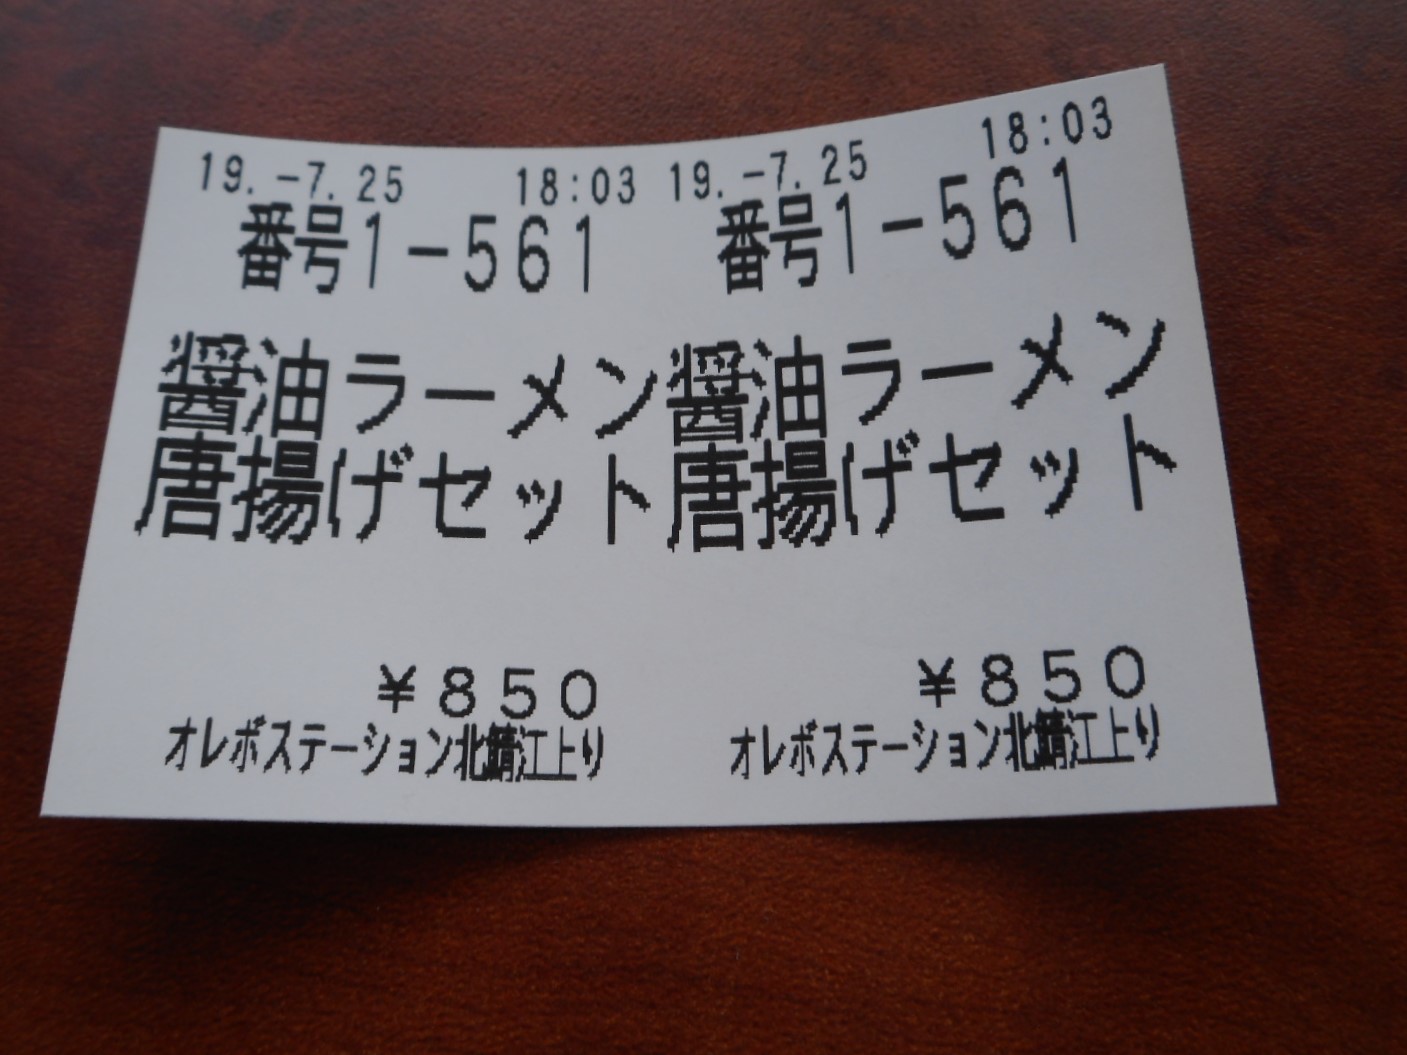 19.-7.25 18:03
番号1-561
醤油ラーメン
唐揚げセット
¥850
オレボステーション北鯖江上り
19.-7.25 18:03
番号1-561
醤油ラーメン
唐揚げセット
¥850
オレボステーション北鯖江上り